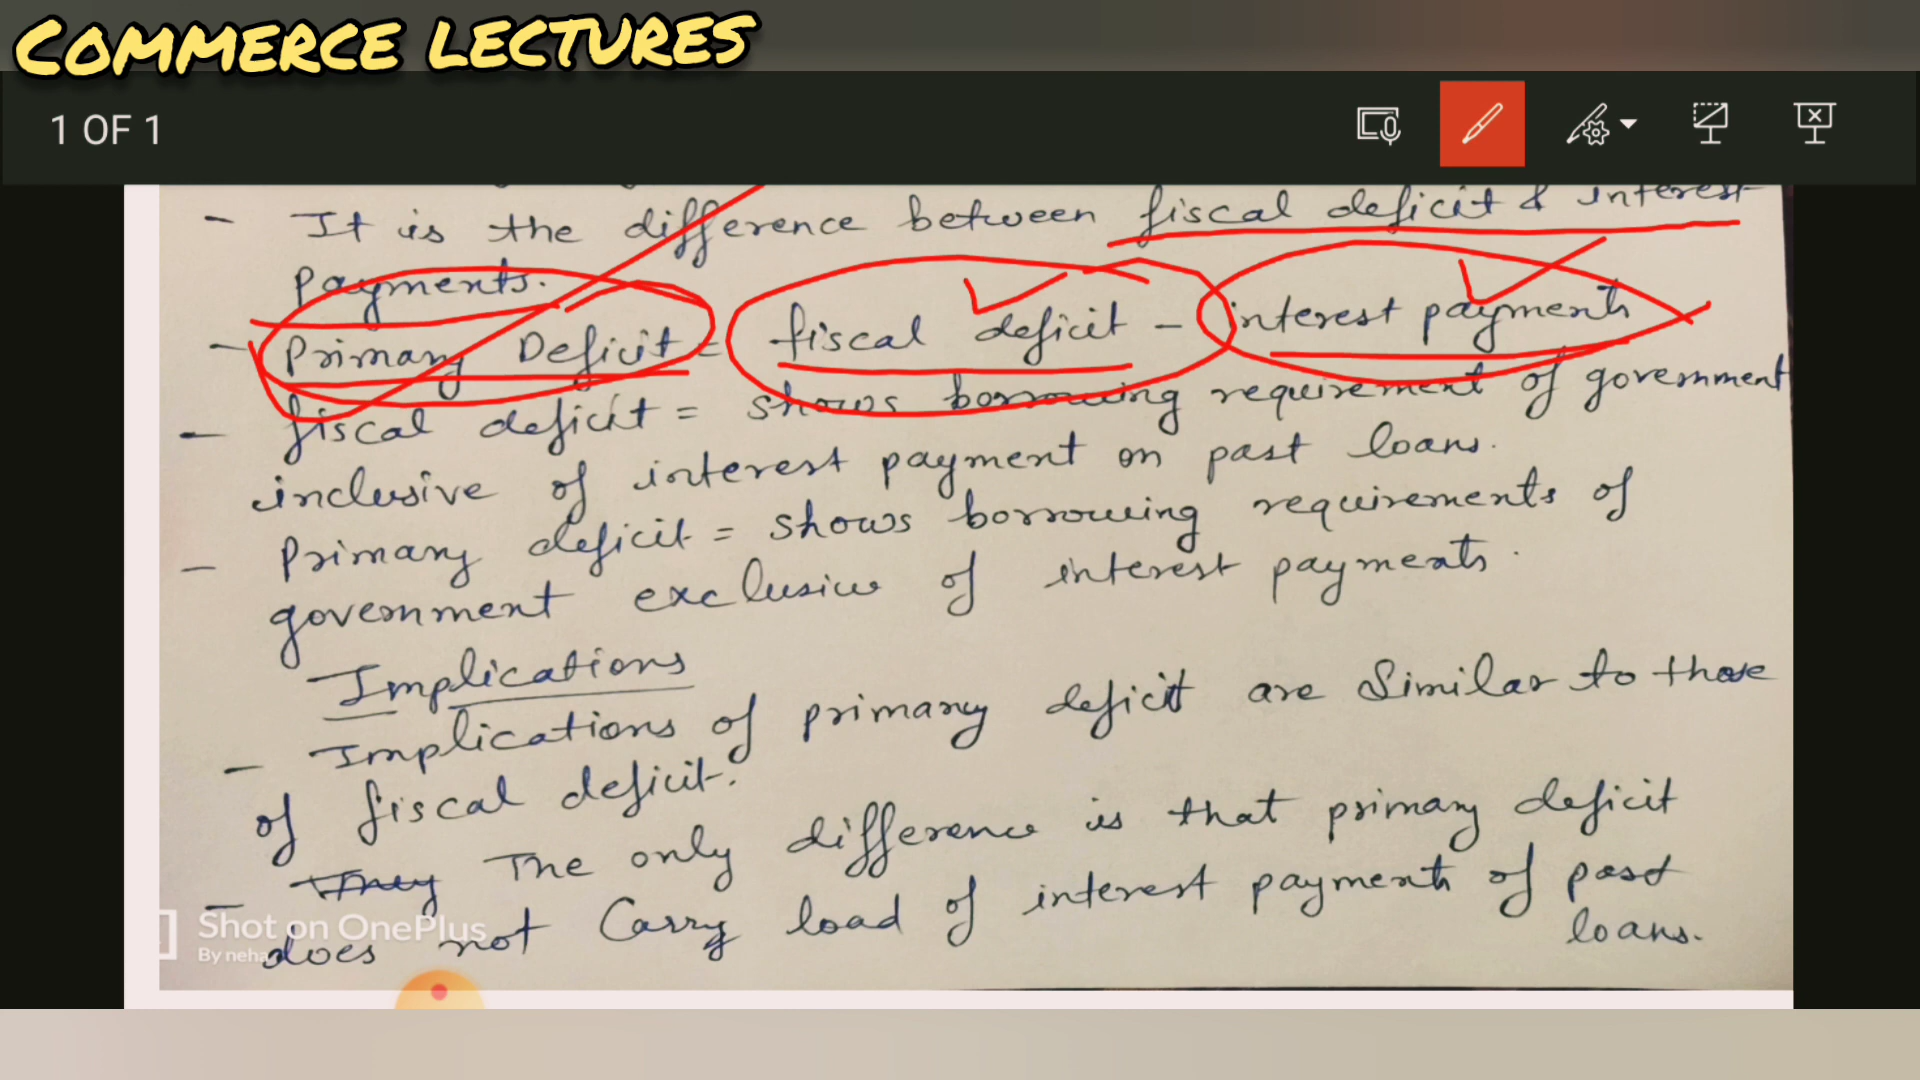 COMMERCE LECTURES
1 OF 1
- It is the difference between fiscal deficit & interest
payments.
- Primary Deficit = fiscal deficit - interest payments
- fiscal deficit = shows borrowing requirement of government
inclusive of interest payment on past loans.
- Primary deficit = shows borrowing requirements of
government exclusive of interest payments.
Implications
- Implications of primary deficit are Similar to those
of fiscal deficit.
- They The only difference is that primary deficit
does not Carry load of interest payments of past
loans.
Shot on OnePlus
By neha